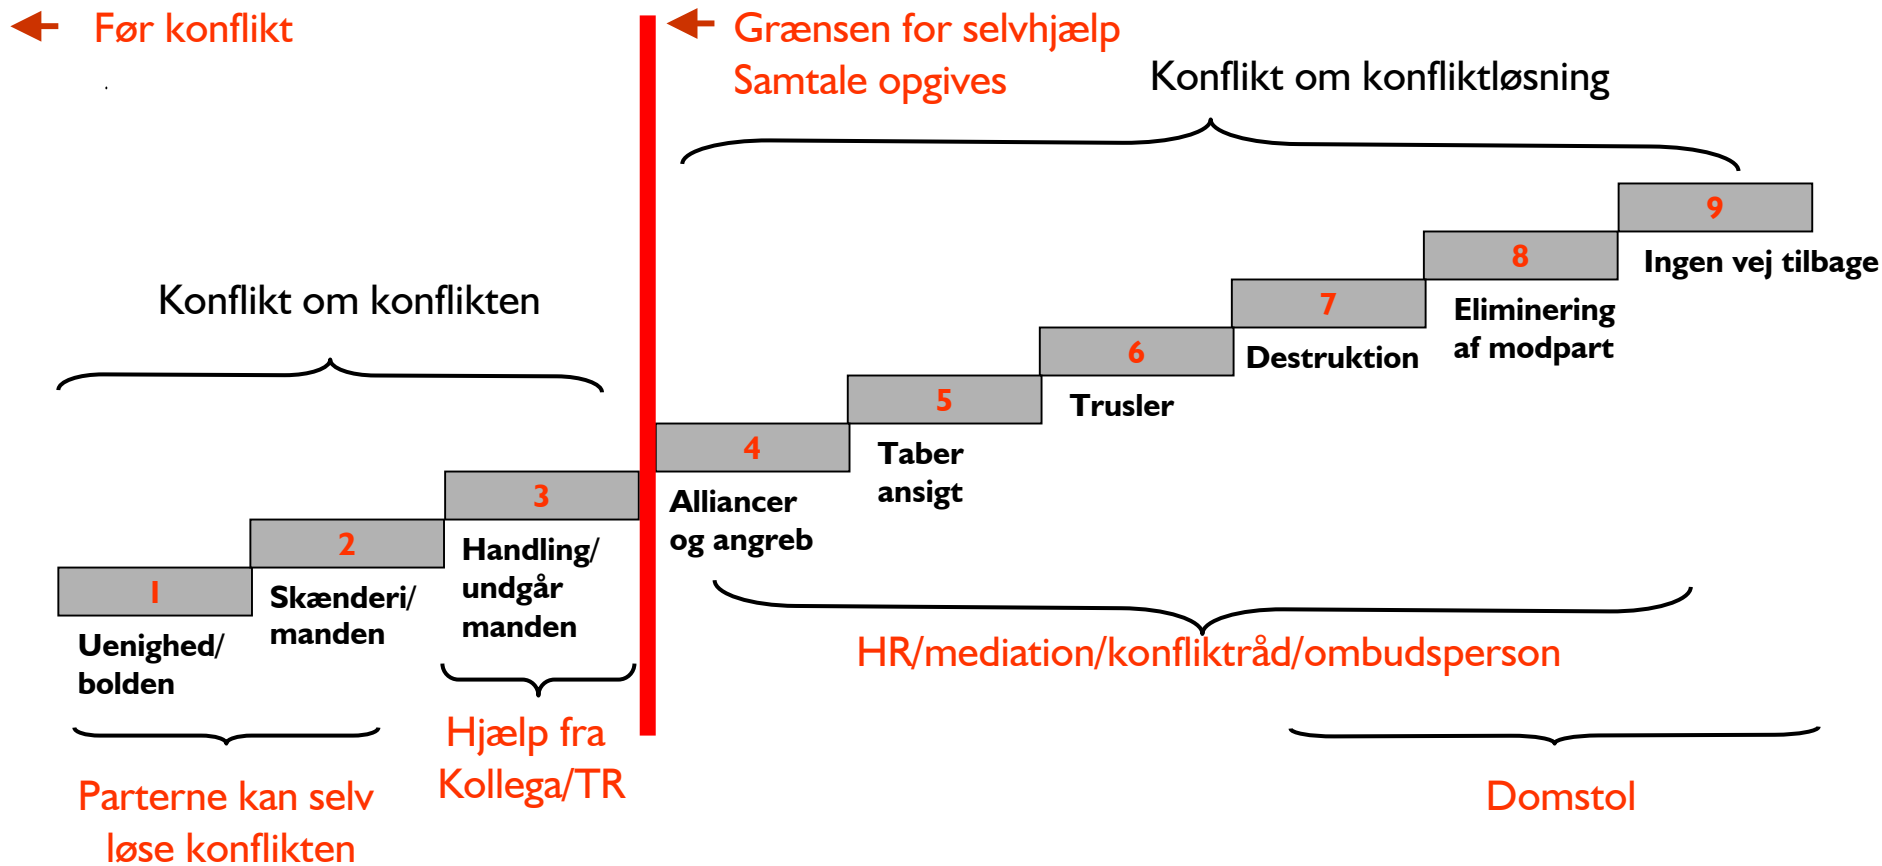 Før konflikt
Grænsen for selvhjælp
Samtale opgives
Konflikt om konfliktløsning
Konflikt om konflikten
9
Ingen vej tilbage
8
Eliminering
af modpart
7
Destruktion
6
Trusler
5
Taber
ansigt
4
Alliancer
og angreb
3
Handling/
undgår
manden
2
Skænderi/
manden
1
Uenighed/
bolden
HR/mediation/konfliktråd/ombudsperson
Hjælp fra
Kollega/TR
Parterne kan selv
løse konflikten
Domstol